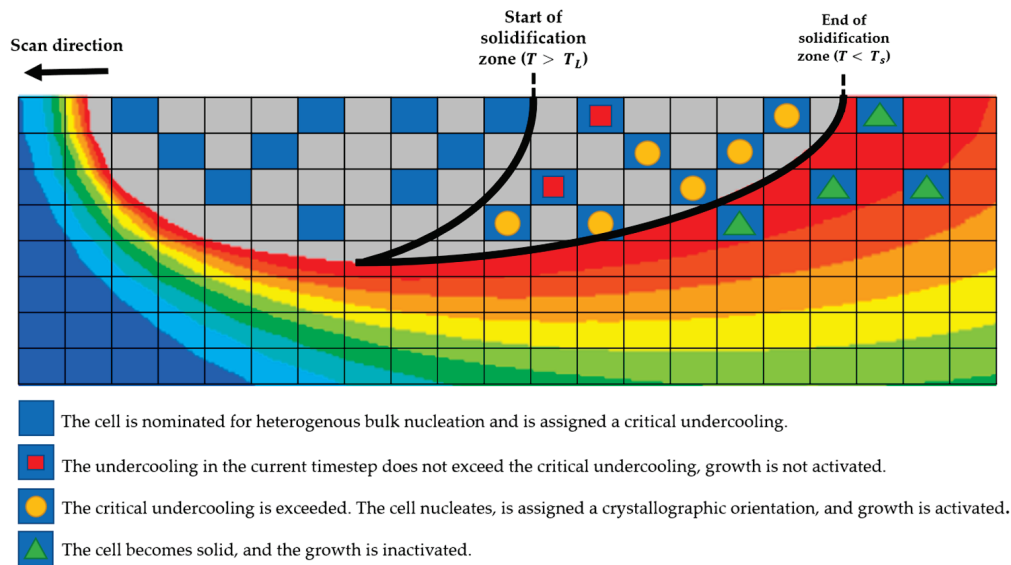 Scan direction
Start of
solidification
zone (T > T_L)
End of
solidification
zone (T < T_s)
The cell is nominated for heterogenous bulk nucleation and is assigned a critical undercooling.
The undercooling in the current timestep does not exceed the critical undercooling, growth is not activated.
The critical undercooling is exceeded. The cell nucleates, is assigned a crystallographic orientation, and growth is activated.
The cell becomes solid, and the growth is inactivated.